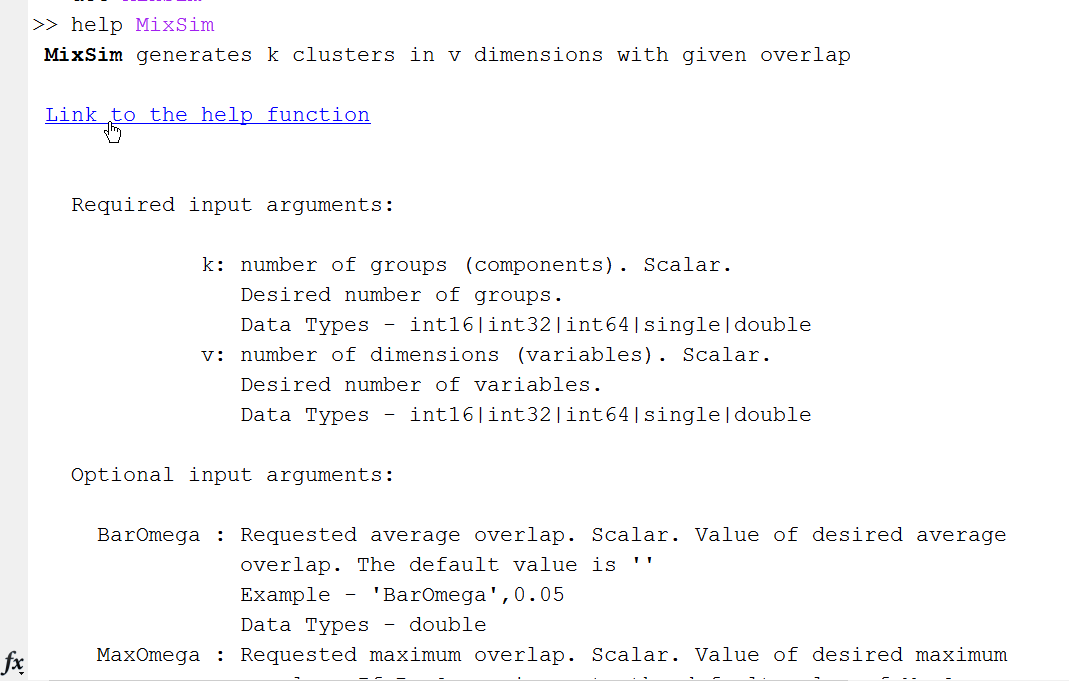 >> help MixSim
MixSim generates k clusters in v dimensions with given overlap
Link to the help function
Required input arguments:
k: number of groups (components). Scalar.
Desired number of groups.
Data Types - int16|int32|int64|single|double
v: number of dimensions (variables). Scalar.
Desired number of variables.
Data Types - int16|int32|int64|single|double
Optional input arguments:
BarOmega : Requested average overlap. Scalar. Value of desired average
overlap. The default value is ''
Example - 'BarOmega',0.05
Data Types - double
MaxOmega : Requested maximum overlap. Scalar. Value of desired maximum
fx